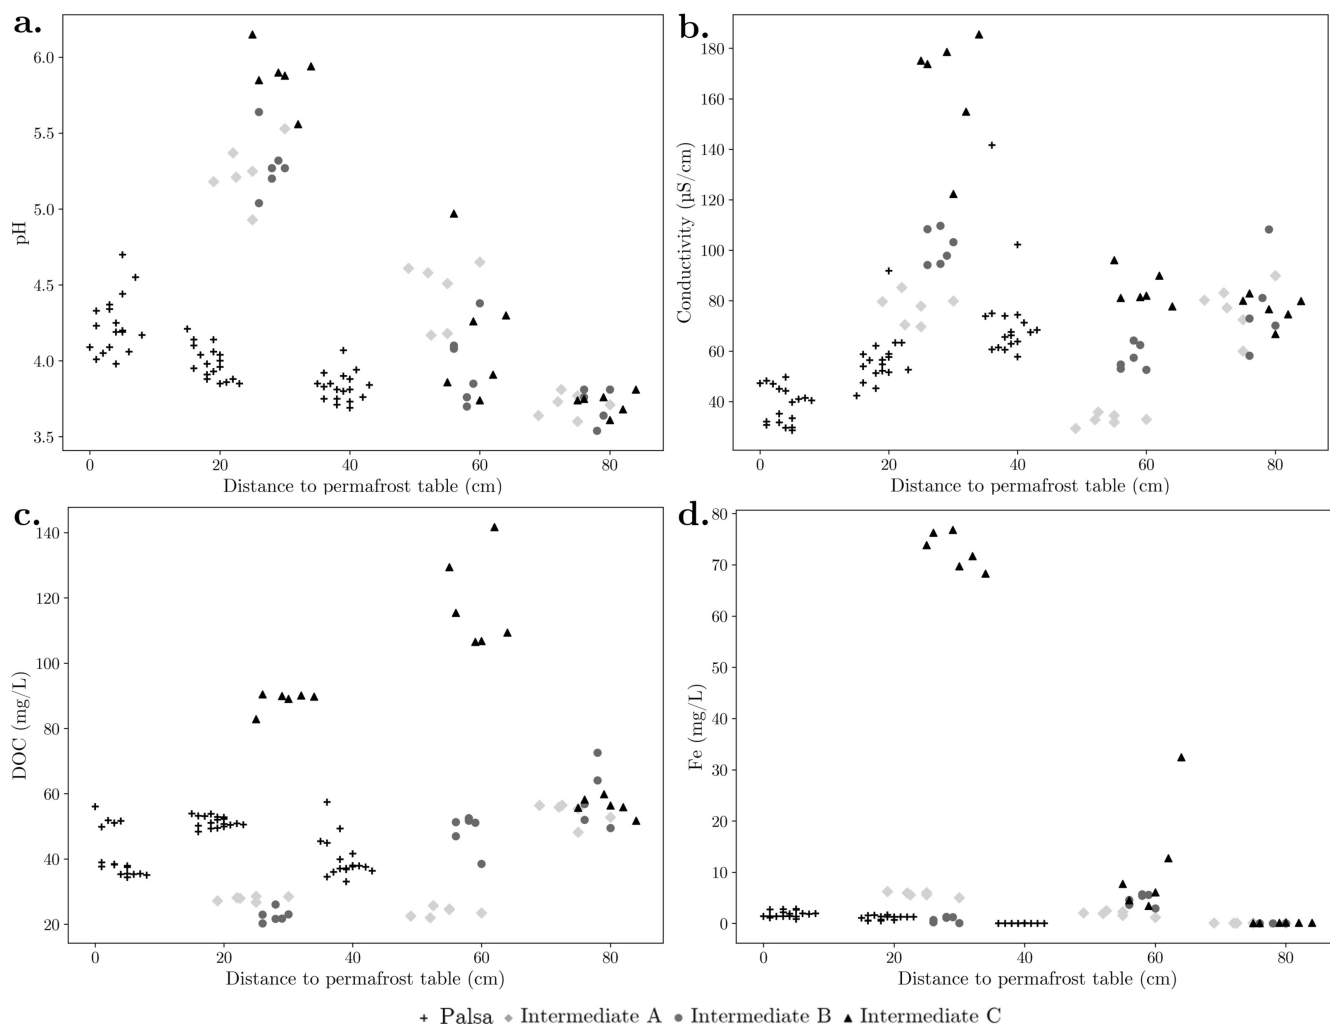 a.
6.0
5.5
5.0
4.5
4.0
3.5
pH
0 20 40 60 80
Distance to permafrost table (cm)
b.
180
160
140
120
100
80
60
40
Conductivity (µS/cm)
0 20 40 60 80
Distance to permafrost table (cm)
c.
140
120
100
80
60
40
20
DOC (mg/L)
0 20 40 60 80
Distance to permafrost table (cm)
d.
80
70
60
50
40
30
20
10
0
Fe (mg/L)
0 20 40 60 80
Distance to permafrost table (cm)
Palsa Intermediate A Intermediate B Intermediate C